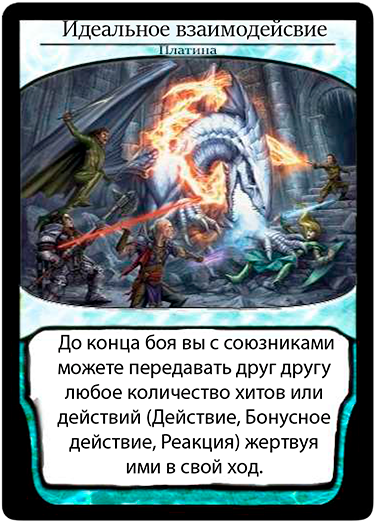 Идеальное взаимодейсвие
Платина
До конца боя вы с союзниками
можете передавать друг другу
любое количество хитов или
действий (Действие, Бонусное
действие, Реакция) жертвуя
ими в свой ход.